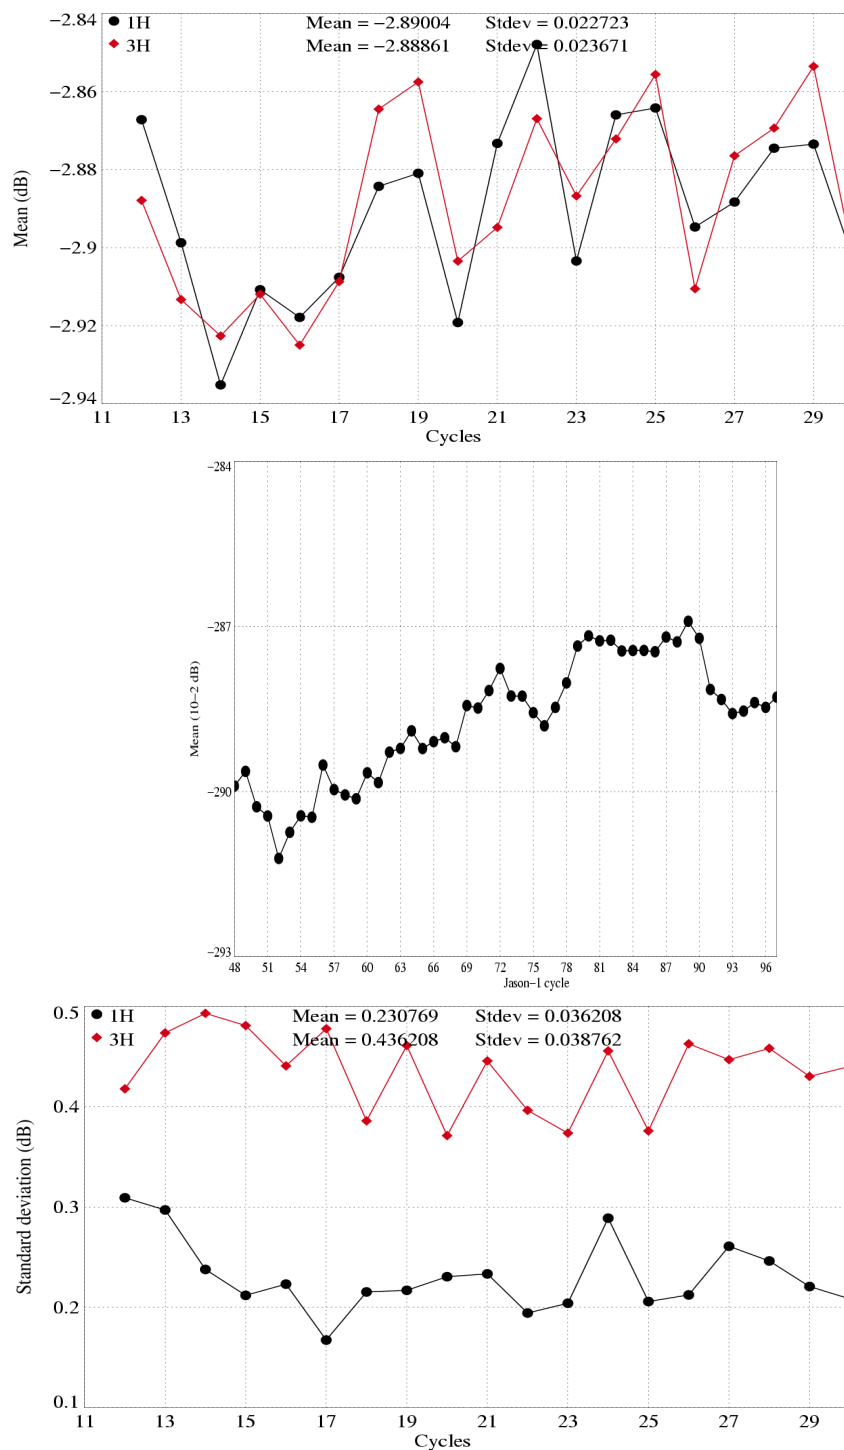 −2.84
1H Mean = −2.89004 Stdev = 0.022723
3H Mean = −2.88861 Stdev = 0.023671
−2.86
−2.88
−2.9
−2.92
−2.94
Mean (dB)
11 13 15 17 19 21 23 25 27 29
Cycles
−284
−287
−290
−293
Mean (10−2 dB)
48 51 54 57 60 63 66 69 72 75 78 81 84 87 90 93 96
Jason−1 cycle
0.5
1H Mean = 0.230769 Stdev = 0.036208
3H Mean = 0.436208 Stdev = 0.038762
0.4
0.3
0.2
0.1
Standard deviation (dB)
11 13 15 17 19 21 23 25 27 29
Cycles